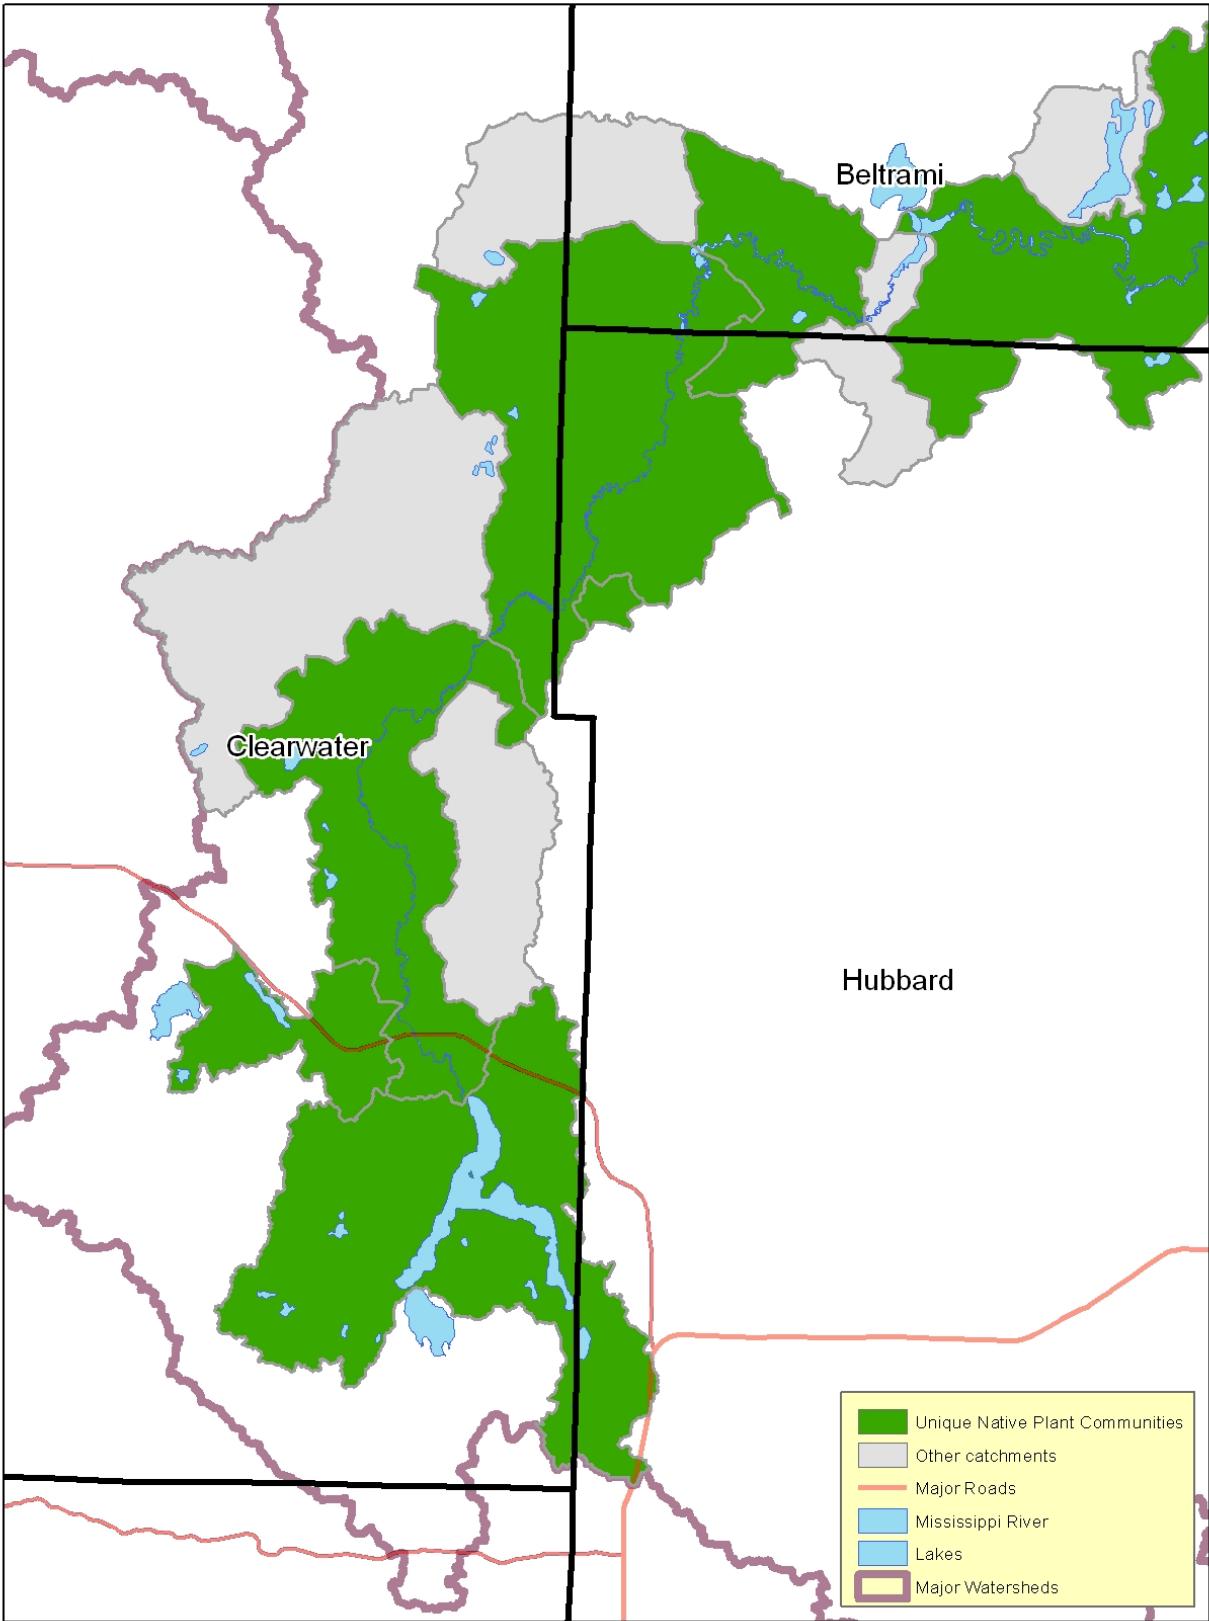 Beltrami
Clearwater
Hubbard
Unique Native Plant Communities
Other catchments
Major Roads
Mississippi River
Lakes
Major Watersheds